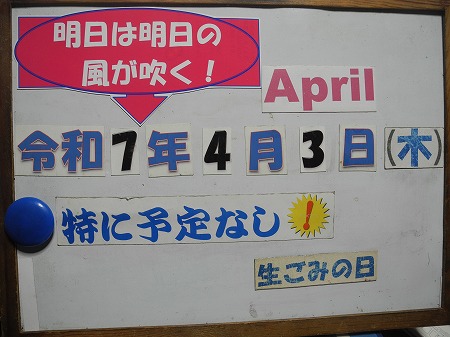 明日は明日の
風が吹く！
April
令和7年4月3日(木)
特に予定なし！
生ごみの日